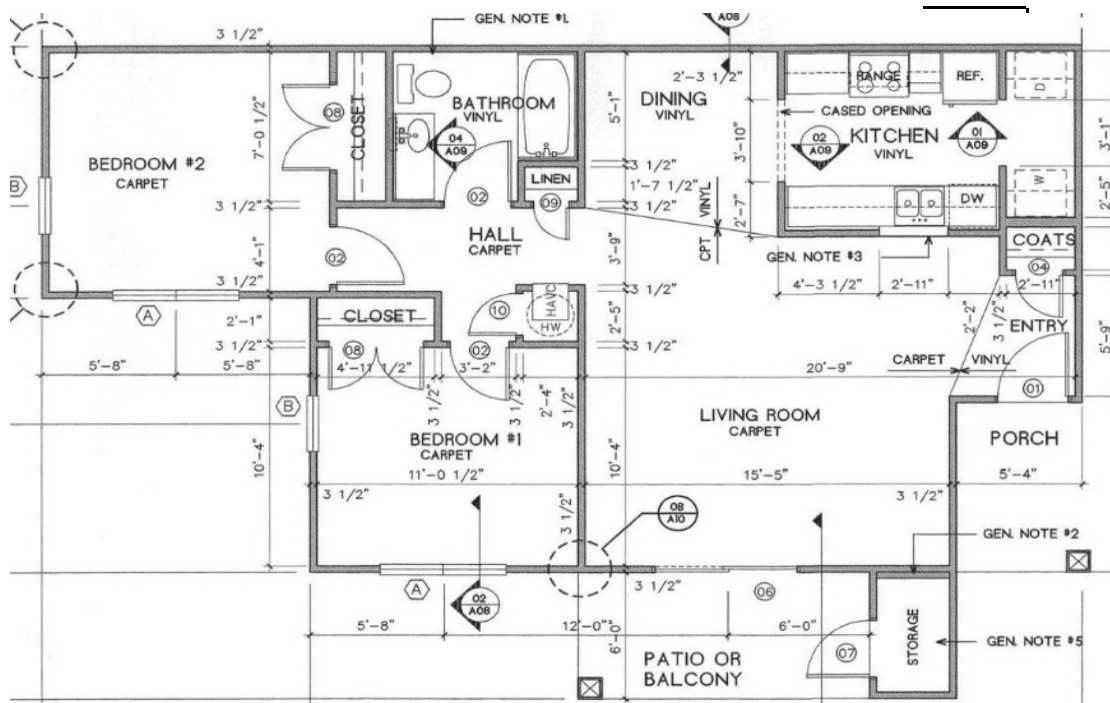 GEN. NOTE #1.
A08
3 1/2"
2'-3 1/2"
RANGE
REF.
D
08
CLOSET
BATHROOM
VINYL
DINING
VINYL
5'-1"
CASED OPENING
7'-0 1/2"
04
A09
02
A09
KITCHEN
VINYL
01
A09
3'-10"
3'-1"
BEDROOM #2
CARPET
B
3 1/2"
LINEN
1'-7 1/2"
VINYL
CPT
W
DW
2'-5"
2'-7"
3 1/2"
02
09
3 1/2"
HALL
CARPET
4'-1"
02
3'-9"
GEN. NOTE #3
COATS
04
3 1/2"
3 1/2"
4'-3 1/2"
2'-11"
2'-11"
A
10
HAVC
HW
2'-1"
CLOSET
2'-5"
2'-2"
3 1/2"
ENTRY
5'-9"
3 1/2"
08
02
3 1/2"
CARPET
VINYL
5'-8"
5'-8"
4'-11 1/2"
3'-2"
20'-9"
01
B
3 1/2"
3 1/2"
2'-4"
3 1/2"
LIVING ROOM
CARPET
PORCH
BEDROOM #1
CARPET
10'-4"
10'-4"
11'-0 1/2"
15'-5"
5'-4"
3 1/2"
3 1/2"
3 1/2"
08
A10
GEN. NOTE #2
A
02
A08
3 1/2"
06
5'-8"
12'-0"
6'-0"
6'-0"
07
STORAGE
GEN. NOTE #5
PATIO OR
BALCONY